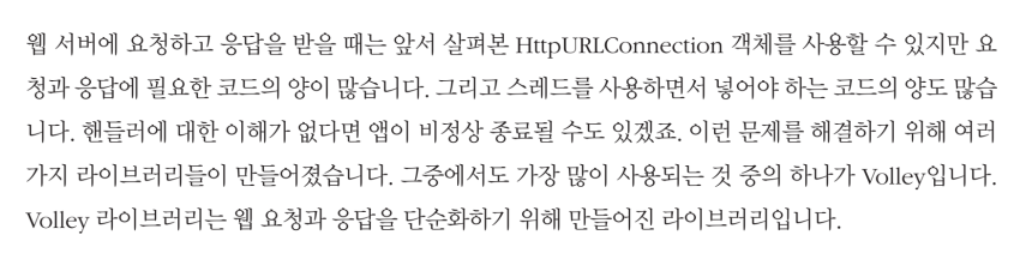 웹 서버에 요청하고 응답을 받을 때는 앞서 살펴본 HttpURLConnection 객체를 사용할 수 있지만 요
청과 응답에 필요한 코드의 양이 많습니다. 그리고 스레드를 사용하면서 넣어야 하는 코드의 양도 많습
니다. 핸들러에 대한 이해가 없다면 앱이 비정상 종료될 수도 있겠죠. 이런 문제를 해결하기 위해 여러
가지 라이브러리들이 만들어졌습니다. 그중에서도 가장 많이 사용되는 것 중의 하나가 Volley입니다.
Volley 라이브러리는 웹 요청과 응답을 단순화하기 위해 만들어진 라이브러리입니다.